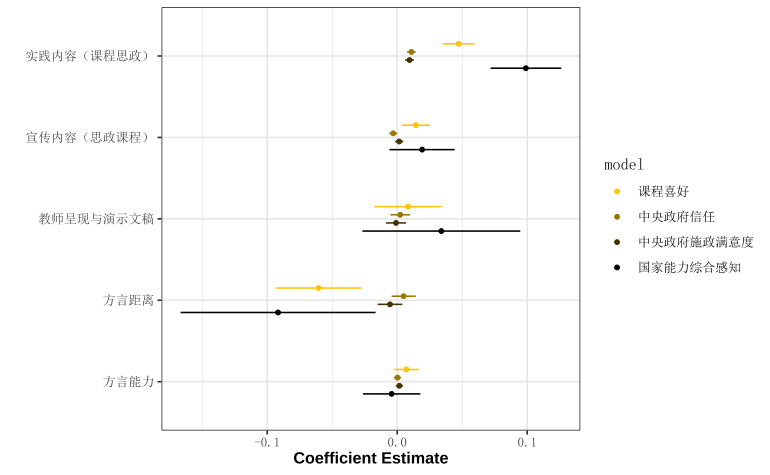 实践内容（课程思政）
宣传内容（思政课程）
教师呈现与演示文稿
方言距离
方言能力
-0.1 0.0 0.1
Coefficient Estimate
model
课程喜好
中央政府信任
中央政府施政满意度
国家能力综合感知